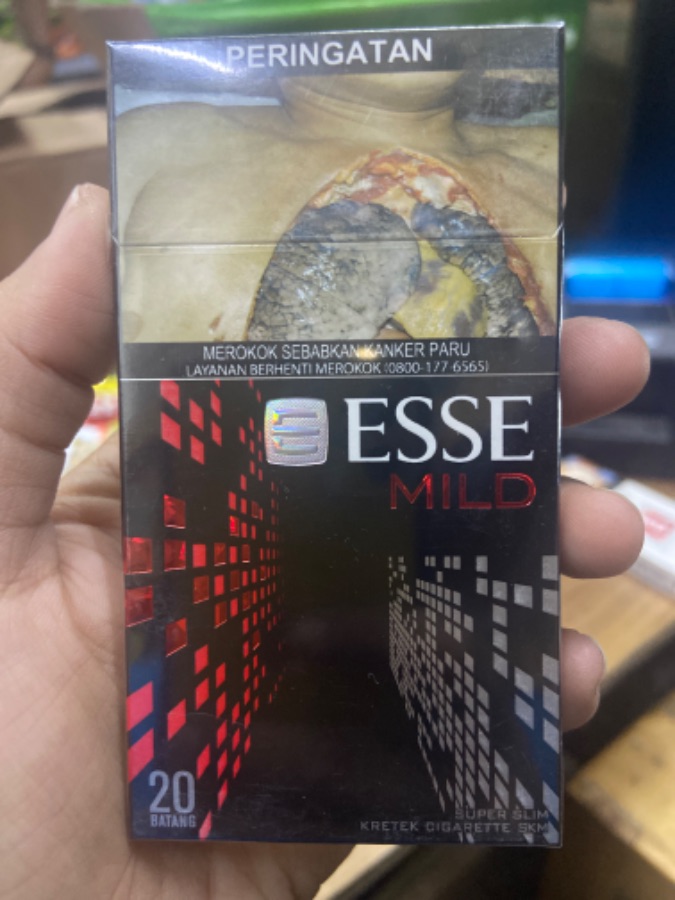 PERINGATAN
MEROKOK SEBABKAN KANKER PARU
LAYANAN BERHENTI MEROKOK (0800-177 6565)
ESSE
MILD
20
BATANG
SUPER SLIM
KRETEK CIGARETTE SKM